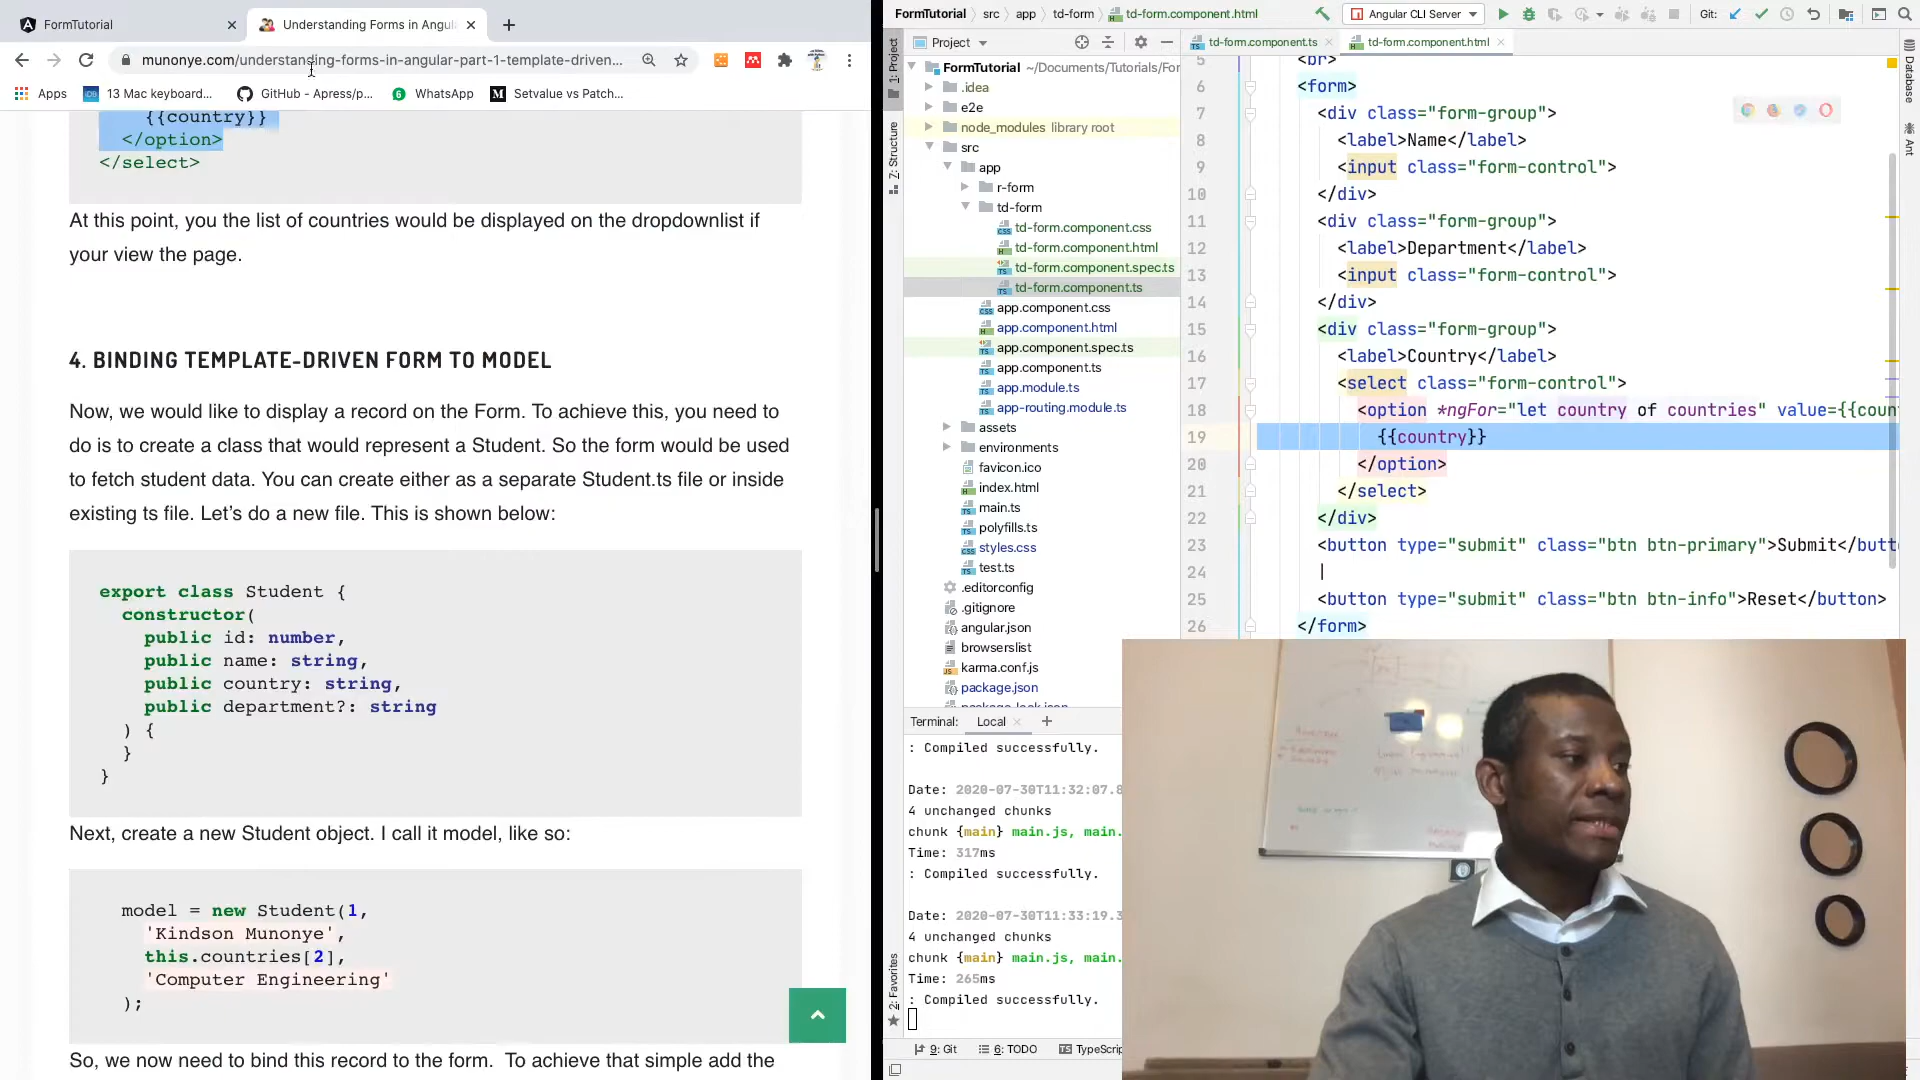 FormTutorial
Understanding Forms in Angul
munonye.com/understanding-forms-in-angular-part-1-template-driven...
Apps
13 Mac keyboard...
GitHub - Apress/p...
WhatsApp
Setvalue vs Patch...
{{country}}
</option>
</select>
At this point, you the list of countries would be displayed on the dropdownlist if
your view the page.
4. BINDING TEMPLATE-DRIVEN FORM TO MODEL
Now, we would like to display a record on the Form. To achieve this, you need to
do is to create a class that would represent a Student. So the form would be used
to fetch student data. You can create either as a separate Student.ts file or inside
existing ts file. Let's do a new file. This is shown below:
export class Student {
constructor(
public id: number,
public name: string,
public country: string,
public department?: string
) {
}
}
Next, create a new Student object. I call it model, like so:
model = new Student(1,
'Kindson Munonye',
this.countries[2],
'Computer Engineering'
);
So, we now need to bind this record to the form. To achieve that simple add the
FormTutorial
src
app
td-form
td-form.component.html
Angular CLI Server
Git:
1: Project
Z: Structure
2: Favorites
Project
FormTutorial ~/Documents/Tutorials/For
.idea
e2e
node_modules library root
src
app
r-form
td-form
td-form.component.css
td-form.component.html
td-form.component.spec.ts
td-form.component.ts
app.component.css
app.component.html
app.component.spec.ts
app.component.ts
app.module.ts
app-routing.module.ts
assets
environments
favicon.ico
index.html
main.ts
polyfills.ts
styles.css
test.ts
.editorconfig
.gitignore
angular.json
browserslist
karma.conf.js
package.json
package-lock.json
td-form.component.ts
td-form.component.html
5 <br>
6 <form>
7 <div class="form-group">
8 <label>Name</label>
9 <input class="form-control">
10 </div>
11 <div class="form-group">
12 <label>Department</label>
13 <input class="form-control">
14 </div>
15 <div class="form-group">
16 <label>Country</label>
17 <select class="form-control">
18 <option *ngFor="let country of countries" value={{coun
19 {{country}}
20 </option>
21 </select>
22 </div>
23 <button type="submit" class="btn btn-primary">Submit</butt
24 |
25 <button type="submit" class="btn btn-info">Reset</button>
26 </form>
Database
Ant
Terminal:
Local
: Compiled successfully.
Date: 2020-07-30T11:32:07.8
4 unchanged chunks
chunk {main} main.js, main.
Time: 317ms
: Compiled successfully.
Date: 2020-07-30T11:33:19.3
4 unchanged chunks
chunk {main} main.js, main.
Time: 265ms
: Compiled successfully.
9: Git
6: TODO
TypeScrip